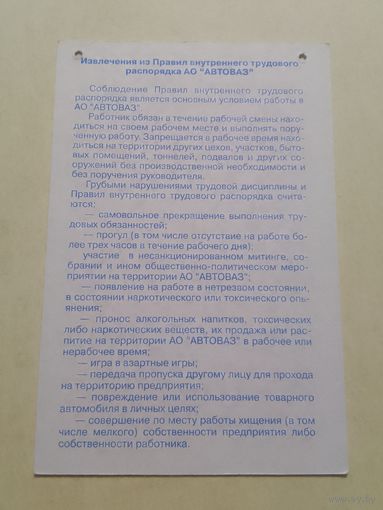 Извлечения из Правил внутреннего трудового
распорядка АО "АВТОВАЗ"
Соблюдение Правил внутреннего трудового
распорядка является основным условием работы в
АО "АВТОВАЗ".
Работник обязан в течение рабочей смены нахо-
диться на своем рабочем месте и выполнять пору-
ченную работу. Запрещается в рабочее время нахо-
диться на территории других цехов, участков, быто-
вых помещений, тоннелей, подвалов и других со-
оружений без производственной необходимости и
без поручения руководителя.
Грубыми нарушениями трудовой дисциплины и
Правил внутреннего трудового распорядка считa-
ются:
— самовольное прекращение выполнения тру-
довых обязанностей;
— прогул (в том числе отсутствие на работе бо-
лее трех часов в течение рабочего дня);
участие в несанкционированном митинге, со-
брании и ином общественно-политическом меро-
приятии на территории АО "АВТОВАЗ";
— появление на работе в нетрезвом состоянии,
в состоянии наркотического или токсического опь-
янения;
— пронос алкогольных напитков, токсических
либо наркотических веществ, их продажа или рас-
питие на территории АО "АВТОВАЗ" в рабочее или
нерабочее время;
— игра в азартные игры;
— передача пропуска другому лицу для прохода
на территорию предприятия;
— повреждение или использование товарного
автомобиля в личных целях;
— совершение по месту работы хищения (в том
числе мелкого) собственности предприятия либо
собственности работника.